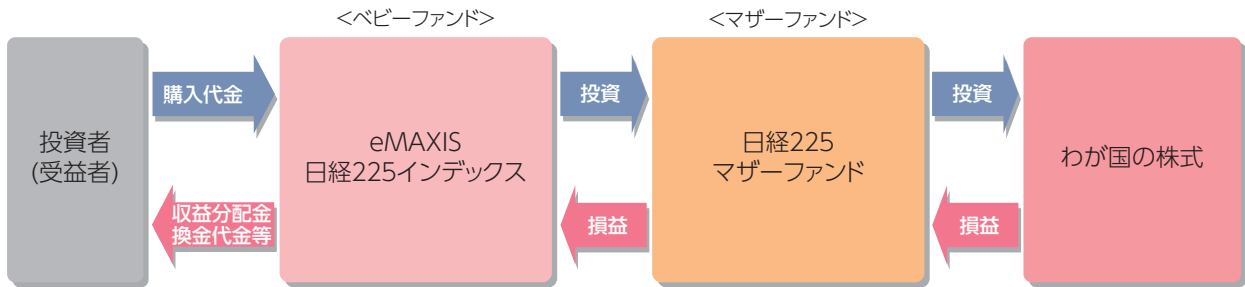 <ベビーファンド>
<マザーファンド>
投資者
(受益者)
購入代金
収益分配金
換金代金等
eMAXIS
日経225インデックス
投資
損益
日経225
マザーファンド
投資
損益
わが国の株式